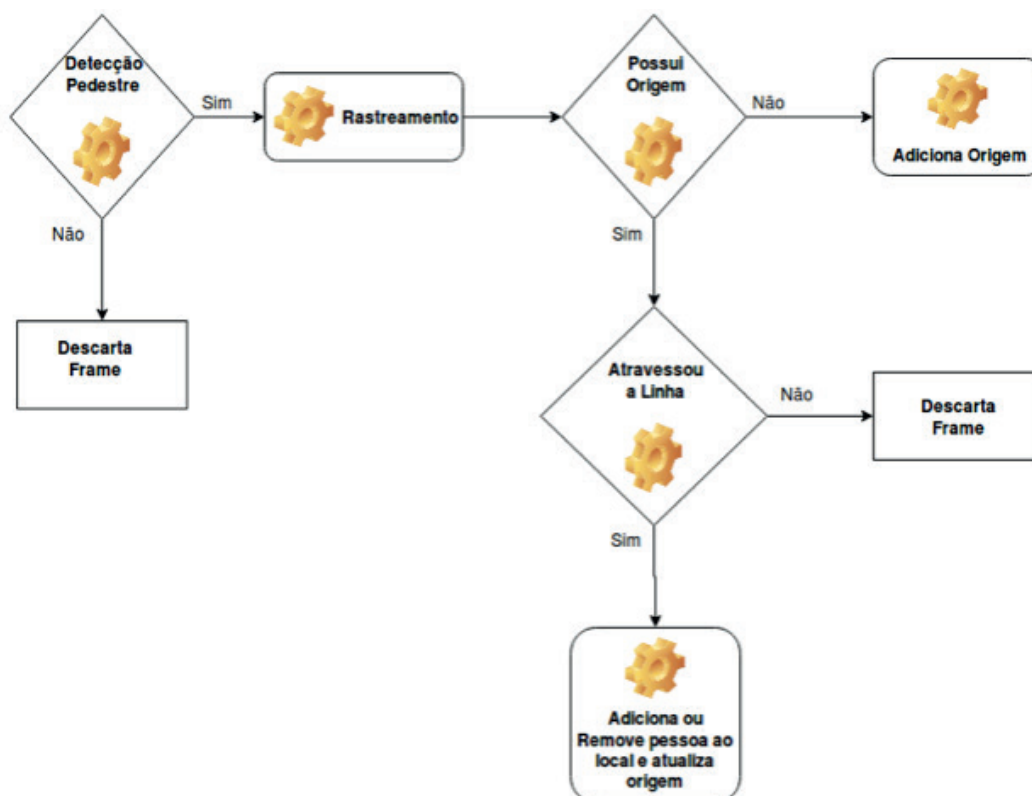 Detecção
Pedestre
Sim
Rastreamento
Possui
Origem
Não
Adiciona Origem
Não
Sim
Descarta
Frame
Atravessou
a Linha
Não
Descarta
Frame
Sim
Adiciona ou
Remove pessoa ao
local e atualiza
origem